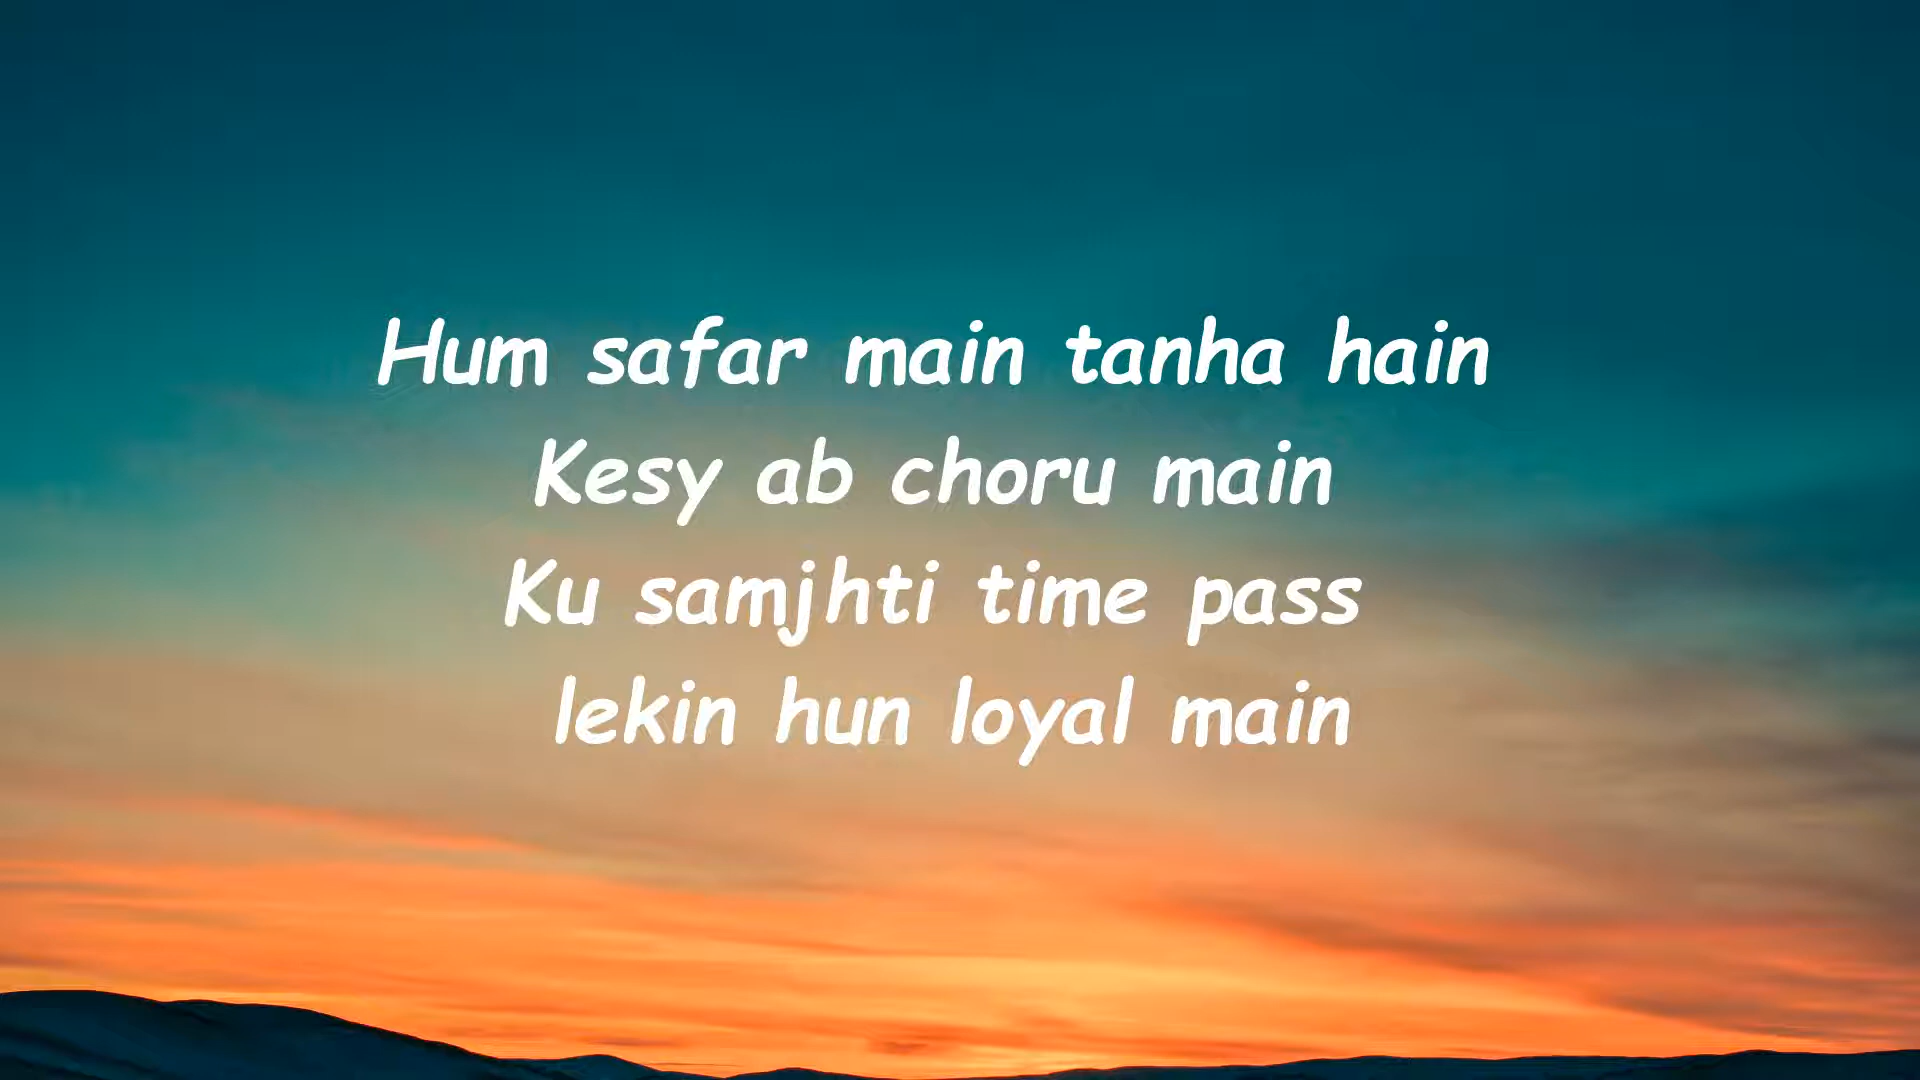 Hum safar main tanha hain
Kesy ab choru main
Ku samjhti time pass
lekin hun loyal main